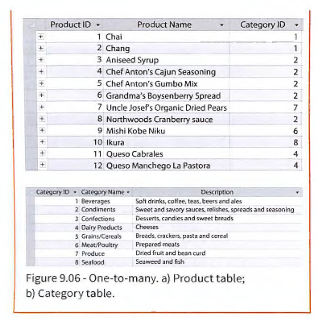 Product ID Product Name Category ID
1 Chai 1
2 Chang 1
3 Aniseed Syrup 2
4 Chef Anton's Cajun Seasoning 2
5 Chef Anton's Gumbo Mix 2
6 Grandma's Boysenberry Spread 2
7 Uncle Josef's Organic Dried Pears 7
8 Northwoods Cranberry sauce 2
9 Mishi Kobe Niku 6
10 Ikura 8
11 Queso Cabrales 4
12 Queso Manchego La Pastora 4
Category ID Category Name Description
1 Beverages Soft drinks, coffee, teas, beers and ales
2 Condiments Sweet and savory sauces, relishes, spreads and seasoning
3 Confections Desserts, candies and sweet breads
4 Dairy Products Cheeses
5 Grains/Cereals Breads, crackers, pasta and cereal
6 Meat/Poultry Prepared meats
7 Produce Dried fruit and bean curd
8 Seafood Seaweed and fish
Figure 9.06 - One-to-many. a) Product table;
b) Category table.